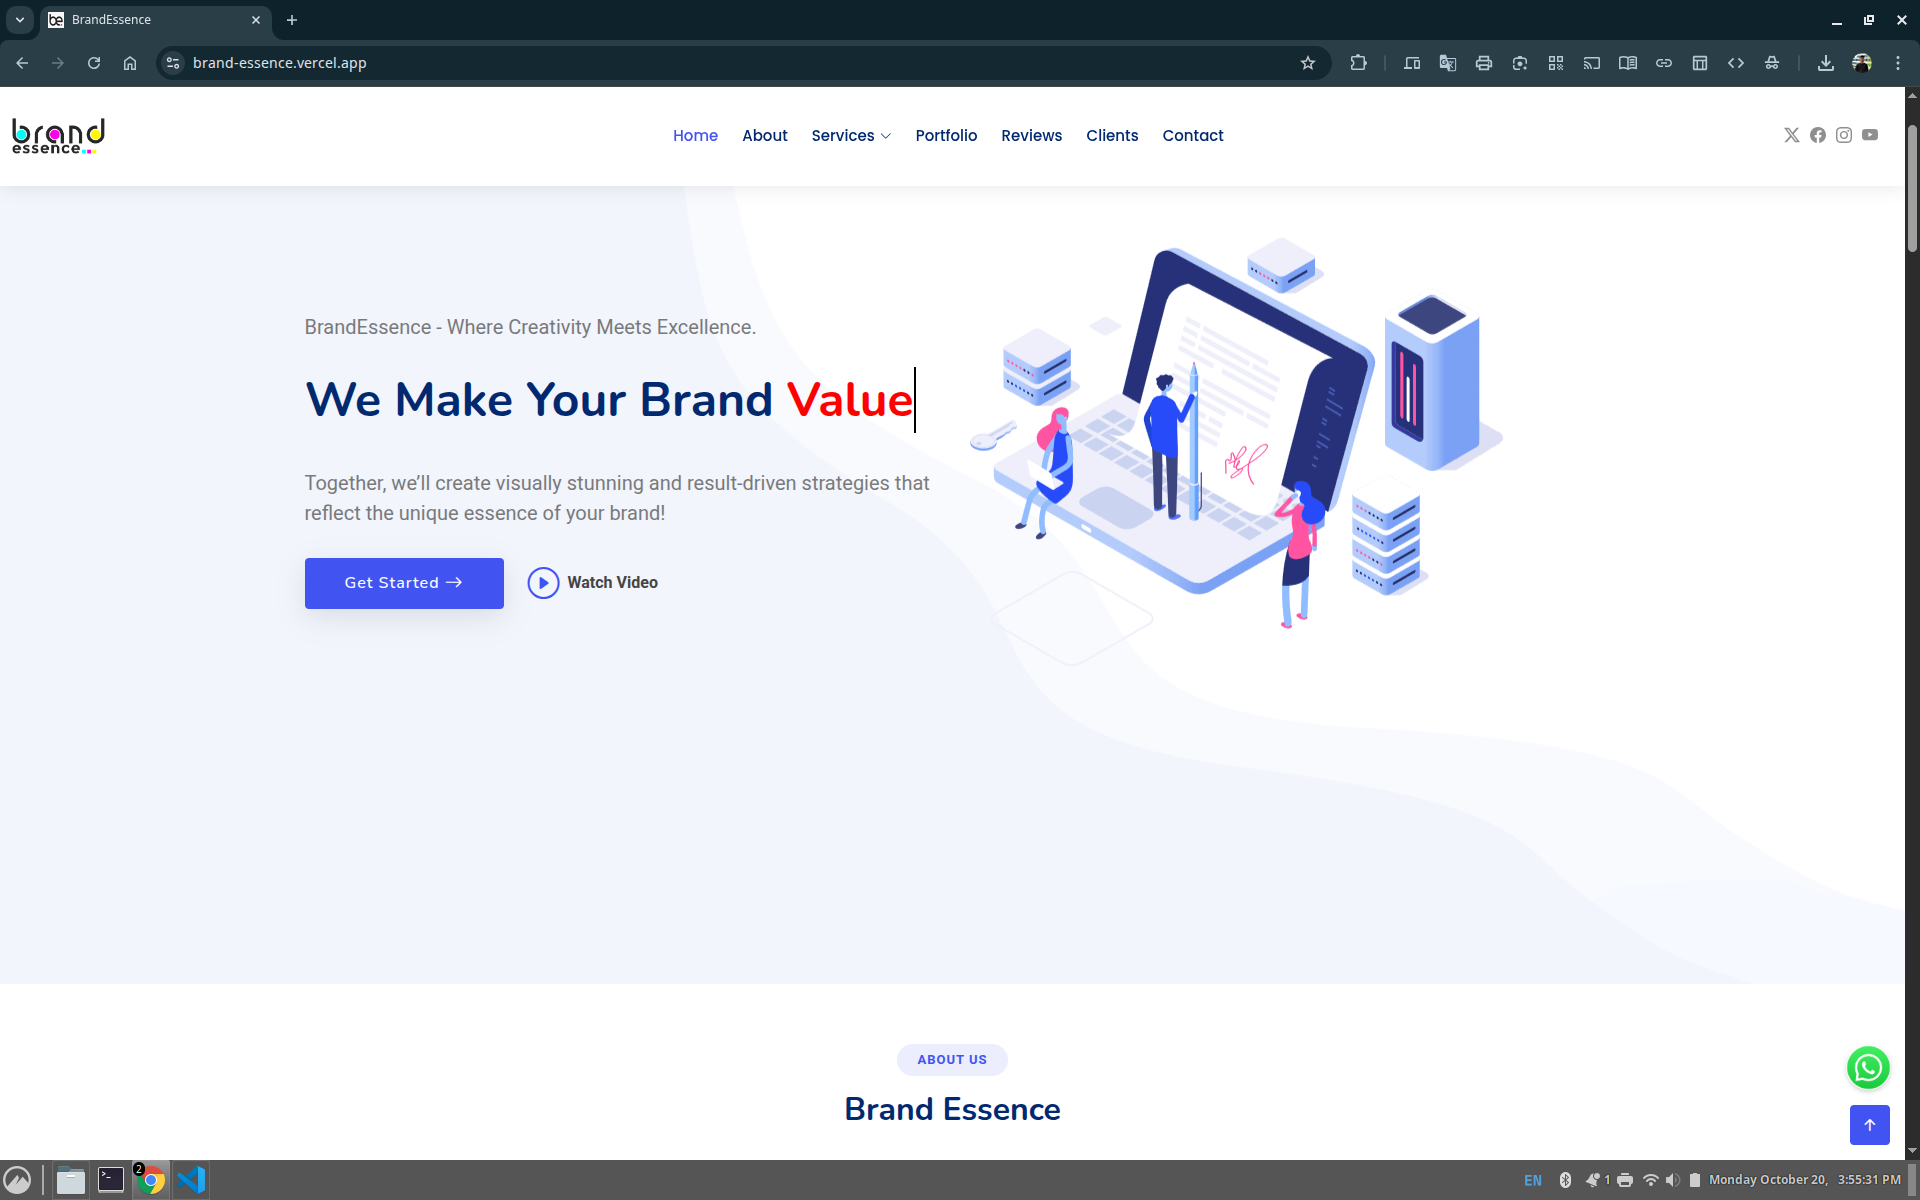 BrandEssence
brand-essence.vercel.app
brand
essence
Home About Services Portfolio Reviews Clients Contact
BrandEssence - Where Creativity Meets Excellence.
We Make Your Brand Value
Together, we’ll create visually stunning and result-driven strategies that
reflect the unique essence of your brand!
Get Started
Watch Video
ABOUT US
Brand Essence
2
EN 1 Monday October 20, 3:55:31 PM